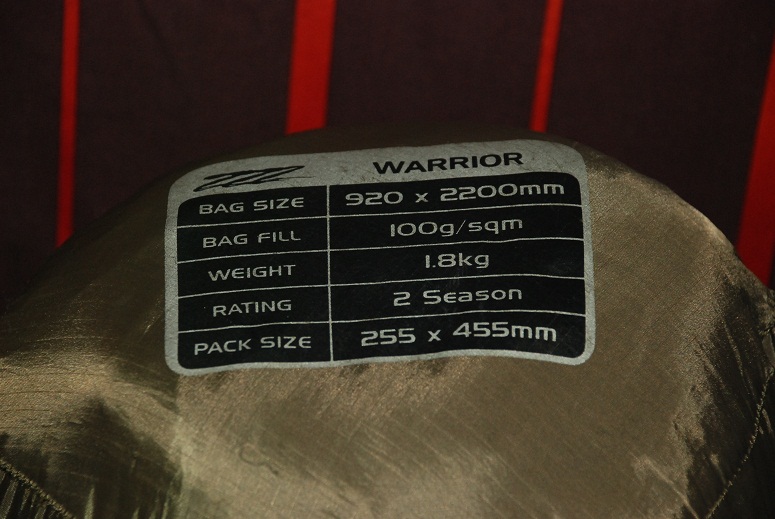 WARRIOR
BAG SIZE 920 x 2200mm
BAG FILL 100g/sqm
WEIGHT 1.8kg
RATING 2 Season
PACK SIZE 255 x 455mm